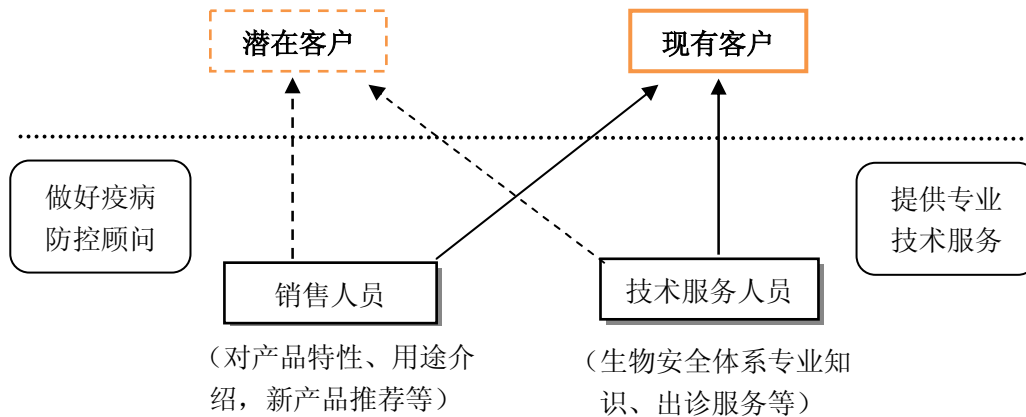 潜在客户
现有客户
做好疫病
防控顾问
提供专业
技术服务
销售人员
技术服务人员
（对产品特性、用途介
绍，新产品推荐等）
（生物安全体系专业知
识、出诊服务等）